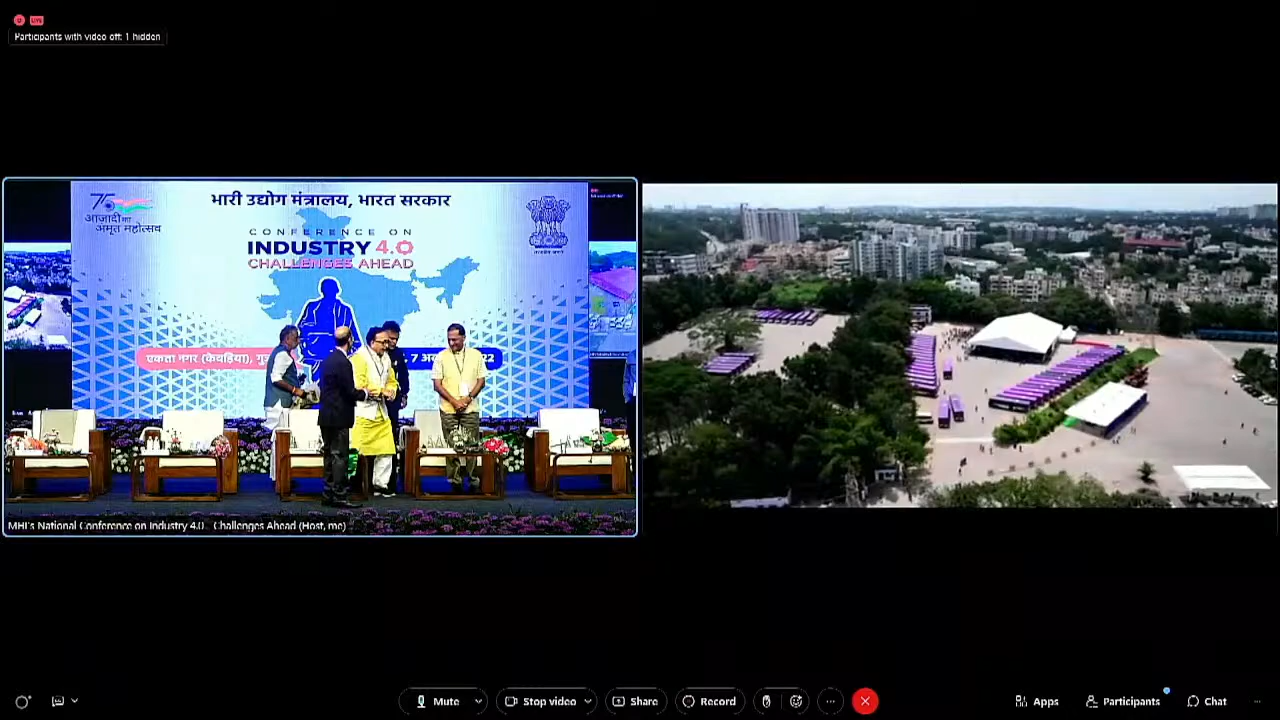 LIVE
Participants with video off: 1 hidden
75
आज़ादी का
अमृत महोत्सव
भारी उद्योग मंत्रालय, भारत सरकार
CONFERENCE ON
INDUSTRY 4.0
CHALLENGES AHEAD
एकता नगर (केवड़िया),
MHI's National Conference on Industry 4.0 Challenges Ahead (Host, me)
Mute
Stop video
Share
Record
Apps
Participants
Chat